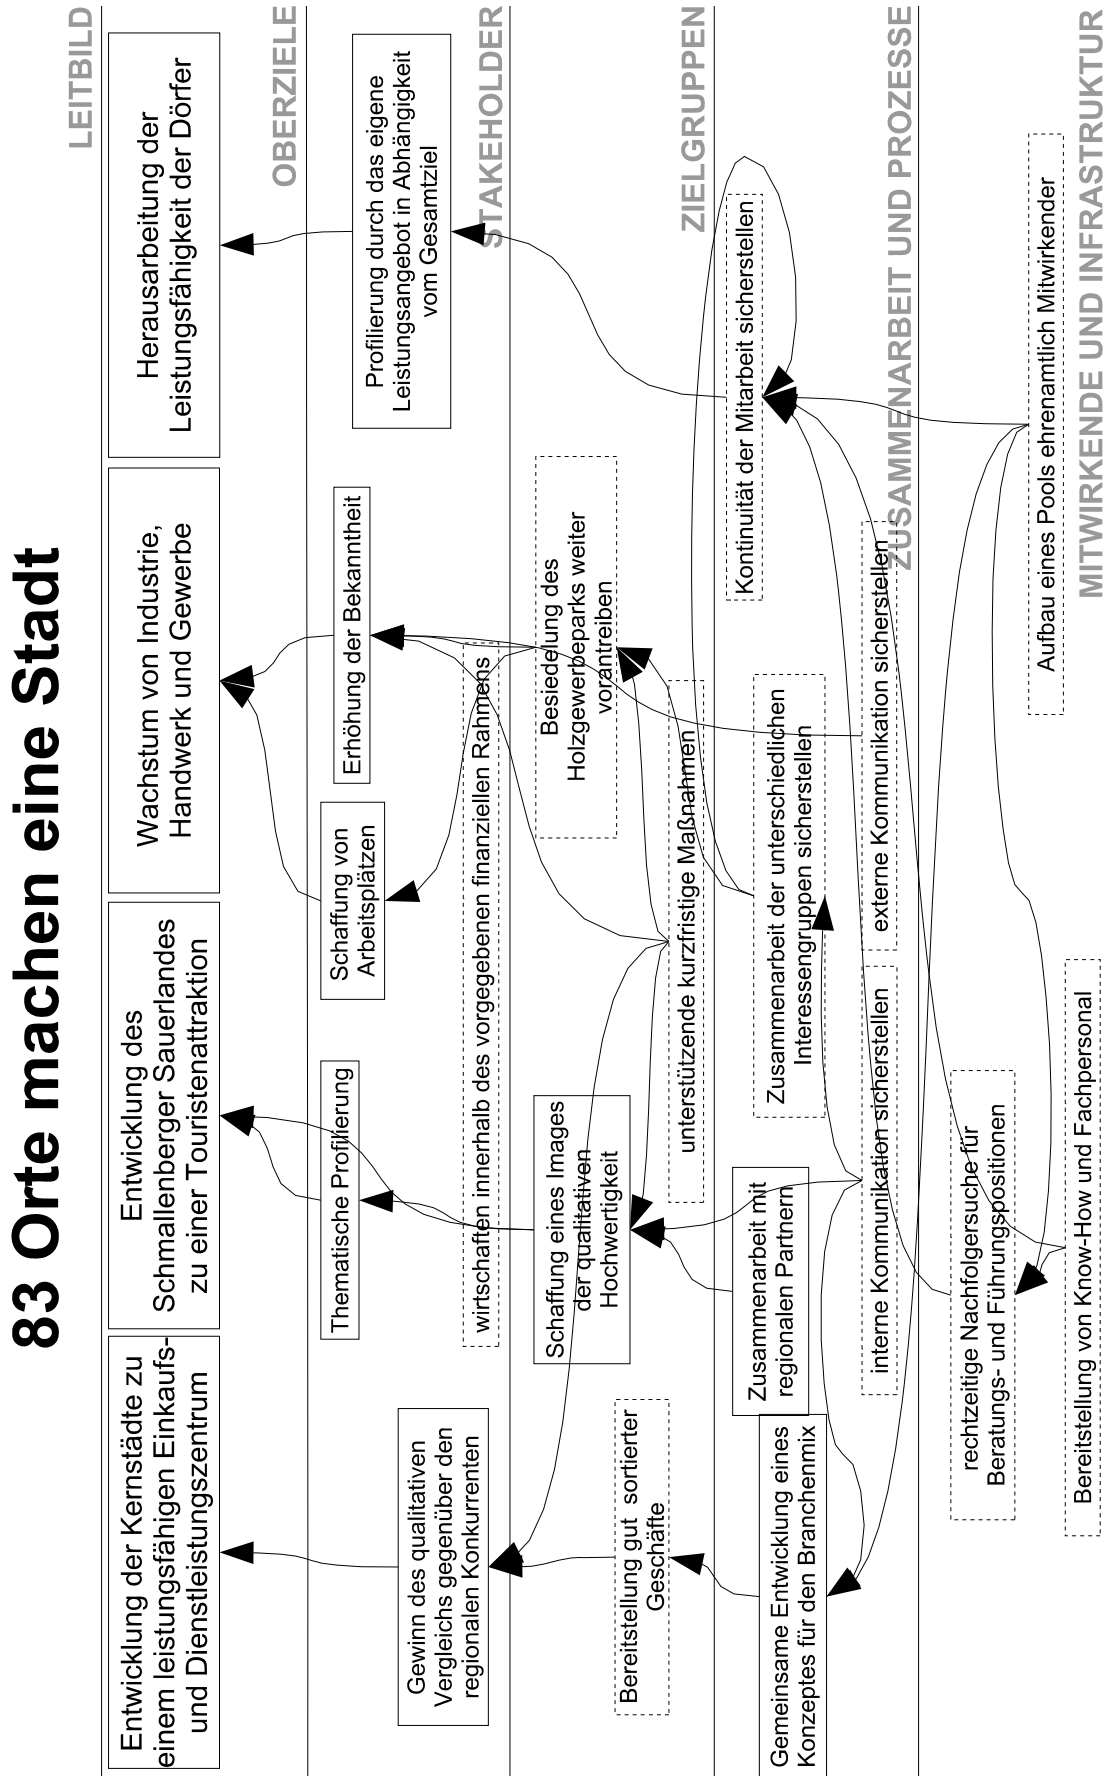 83 Orte machen eine Stadt
LEITBILD
Entwicklung der Kernstädte zu
einem leistungsfähigen Einkaufs-
und Dienstleistungszentrum
Entwicklung des
Schmallenberger Sauerlandes
zu einer Touristenattraktion
Wachstum von Industrie,
Handwerk und Gewerbe
Herausarbeitung der
Leistungsfähigkeit der Dörfer
OBERZIELE
Gewinn des qualitativen
Vergleichs gegenüber den
regionalen Konkurrenten
Thematische Profilierung
Schaffung von
Arbeitsplätzen
Erhöhung der Bekanntheit
Profilierung durch das eigene
Leistungsangebot in Abhängigkeit
vom Gesamtziel
wirtschaften innerhalb des vorgegebenen finanziellen Rahmens
STAKEHOLDER
Bereitstellung gut sortierter
Geschäfte
Schaffung eines Images
der qualitativen
Hochwertigkeit
Besiedelung des
Holzgewerbeparks weiter
vorantreiben
unterstützende kurzfristige Maßnahmen
ZIELGRUPPEN
Gemeinsame Entwicklung eines
Konzeptes für den Branchenmix
Zusammenarbeit mit
regionalen Partnern
Zusammenarbeit der unterschiedlichen
Interessengruppen sicherstellen
Kontinuität der Mitarbeit sicherstellen
interne Kommunikation sicherstellen
externe Kommunikation sicherstellen
ZUSAMMENARBEIT UND PROZESSE
rechtzeitige Nachfolgersuche für
Beratungs- und Führungspositionen
Aufbau eines Pools ehrenamtlich Mitwirkender
Bereitstellung von Know-How und Fachpersonal
MITWIRKENDE UND INFRASTRUKTUR